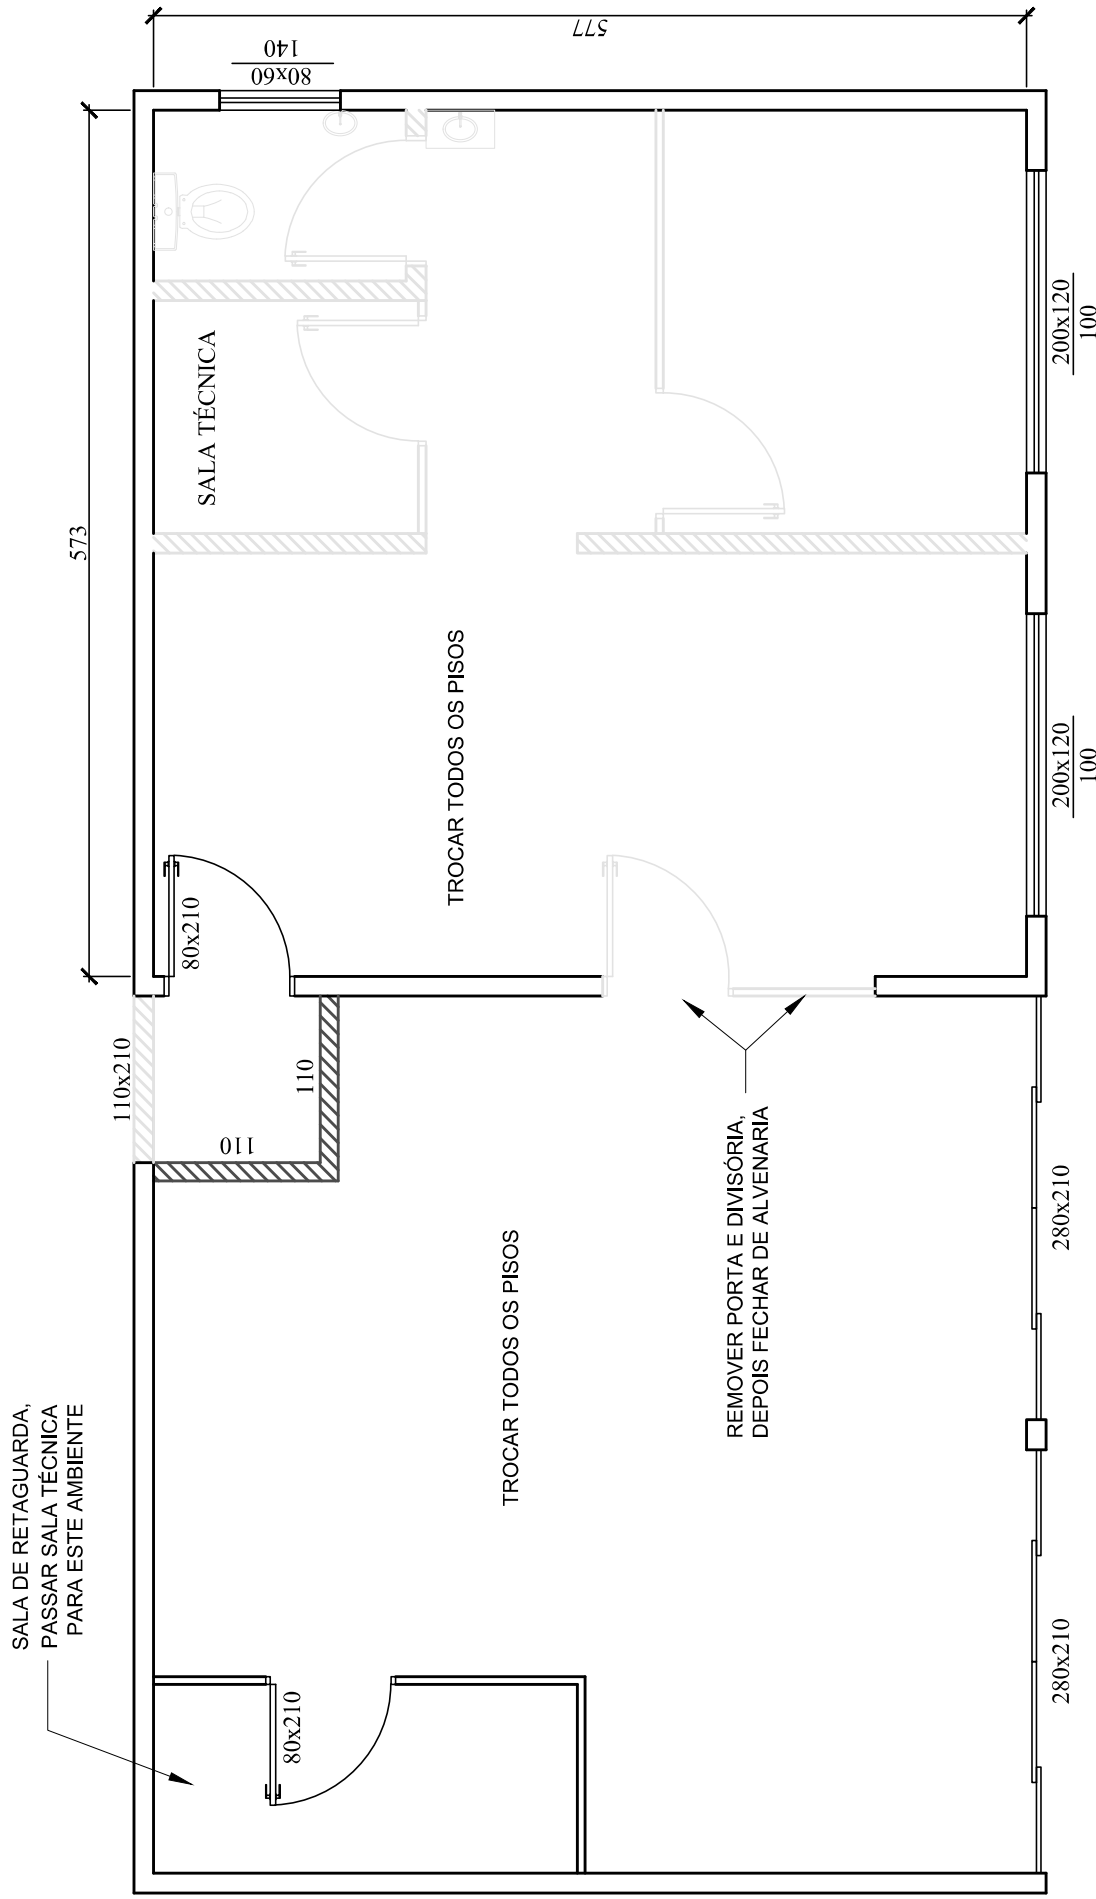 SALA DE RETAGUARDA,
PASSAR SALA TÉCNICA
PARA ESTE AMBIENTE
573
577
80x60
140
SALA TÉCNICA
110x210
80x210
110
110
TROCAR TODOS OS PISOS
TROCAR TODOS OS PISOS
80x210
REMOVER PORTA E DIVISÓRIA,
DEPOIS FECHAR DE ALVENARIA
280x210
280x210
200x120
100
200x120
100